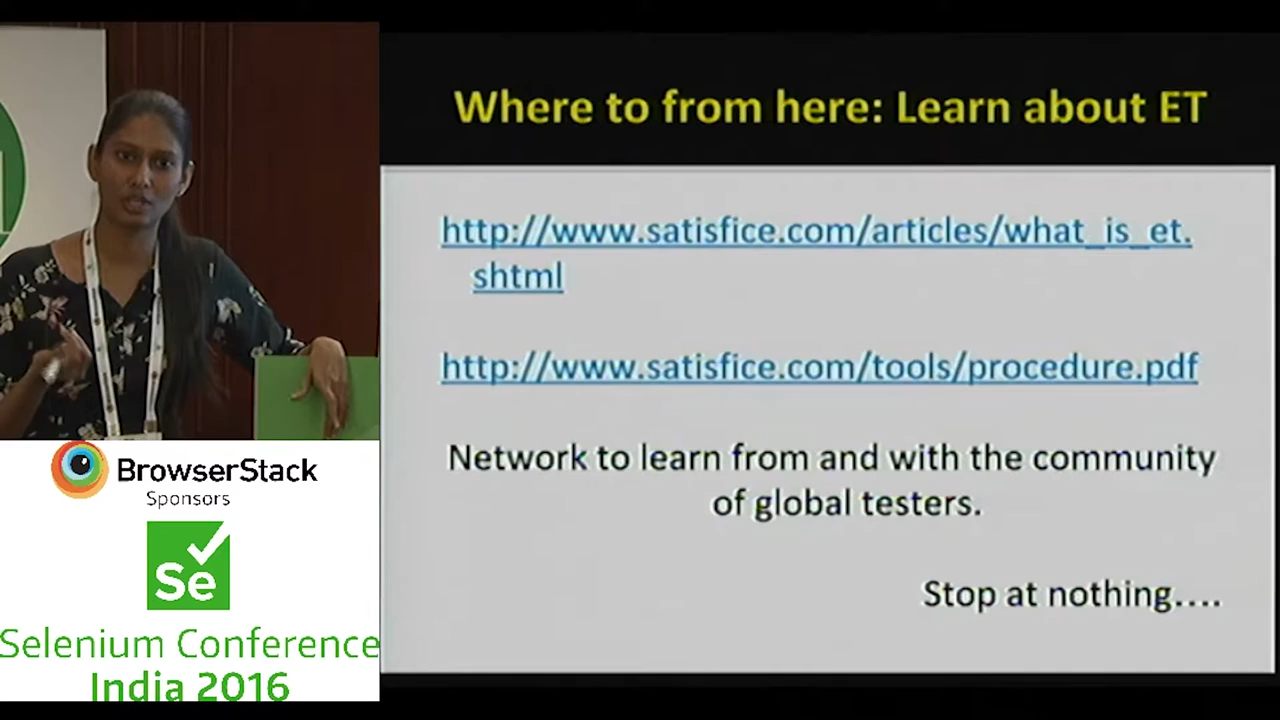 Where to from here: Learn about ET
http://www.satisfice.com/articles/what_is_et.
shtml
http://www.satisfice.com/tools/procedure.pdf
Network to learn from and with the community
of global testers.
Stop at nothing....
BrowserStack
Sponsors
Se
Selenium Conference
India 2016